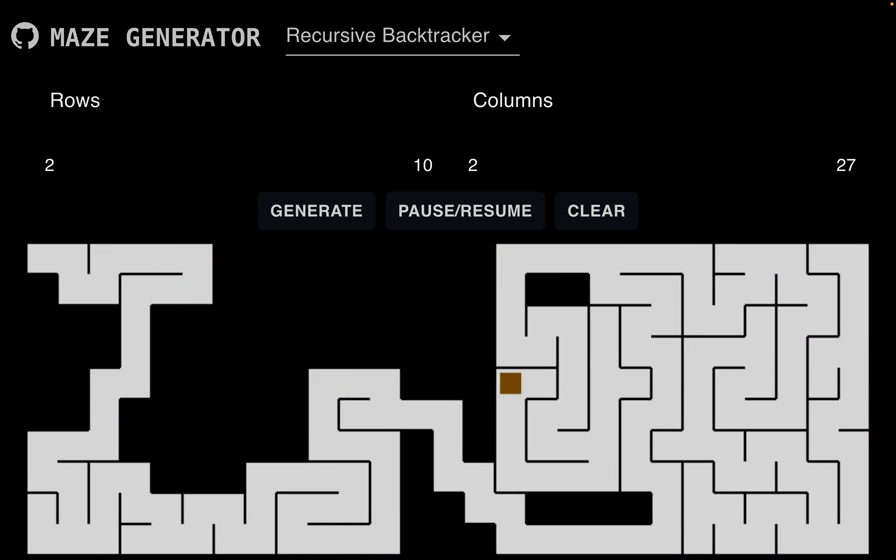 MAZE GENERATOR
Recursive Backtracker
Rows
Columns
2
10
2
27
GENERATE
PAUSE/RESUME
CLEAR